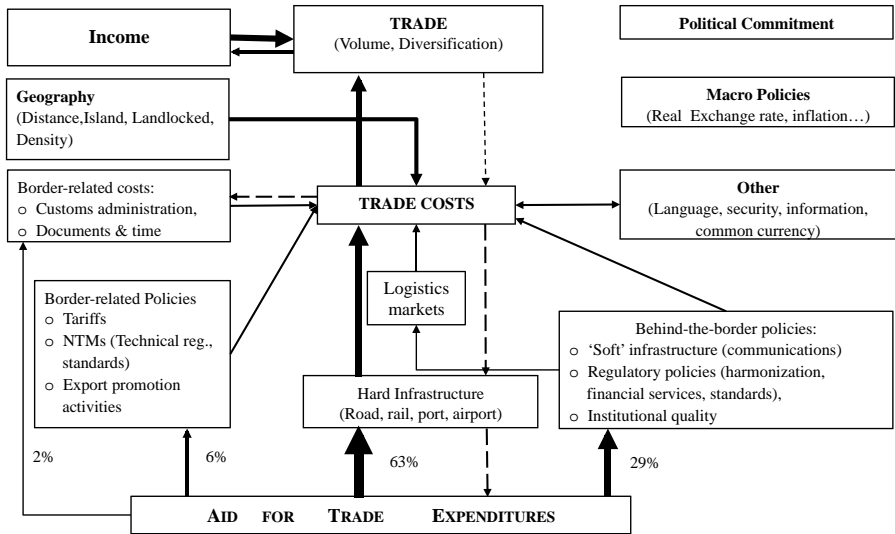 Income
TRADE
(Volume, Diversification)
Political Commitment
Geography
(Distance,Island, Landlocked,
Density)
Macro Policies
(Real Exchange rate, inflation…)
Border-related costs:
o Customs administration,
o Documents & time
TRADE COSTS
Other
(Language, security, information,
common currency)
Border-related Policies
o Tariffs
o NTMs (Technical reg.,
standards)
o Export promotion
activities
Logistics
markets
Behind-the-border policies:
o ‘Soft’ infrastructure (communications)
o Regulatory policies (harmonization,
financial services, standards),
o Institutional quality
Hard Infrastructure
(Road, rail, port, airport)
2%
6%
63%
29%
AID FOR TRADE EXPENDITURES